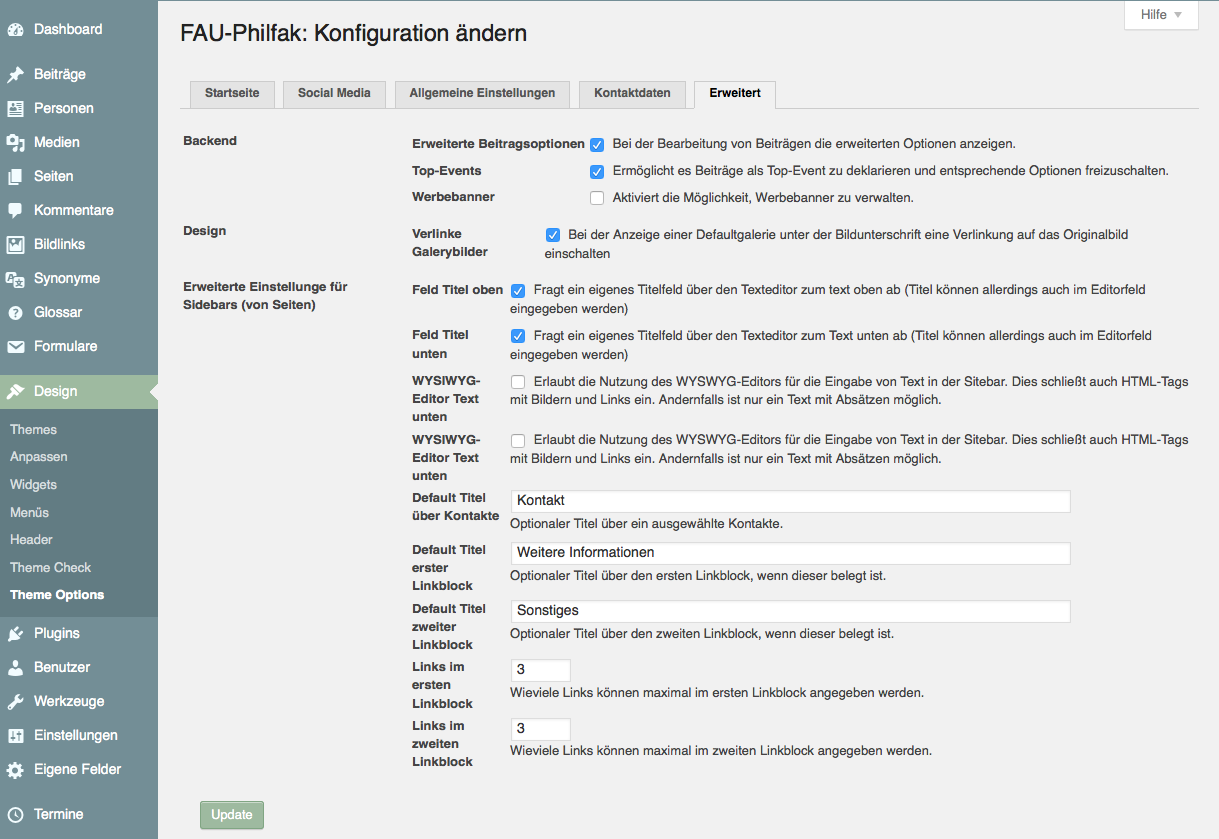 Dashboard
Beiträge
Personen
Medien
Seiten
Kommentare
Bildlinks
Synonyme
Glossar
Formulare
Design
Themes
Anpassen
Widgets
Menüs
Header
Theme Check
Theme Options
Plugins
Benutzer
Werkzeuge
Einstellungen
Eigene Felder
Termine
Hilfe
FAU-Philfak: Konfiguration ändern
Startseite
Social Media
Allgemeine Einstellungen
Kontaktdaten
Erweitert
Backend
Erweiterte Beitragsoptionen
Bei der Bearbeitung von Beiträgen die erweiterten Optionen anzeigen.
Top-Events
Ermöglicht es Beiträge als Top-Event zu deklarieren und entsprechende Optionen freizuschalten.
Werbebanner
Aktiviert die Möglichkeit, Werbebanner zu verwalten.
Design
Verlinke
Galerybilder
Bei der Anzeige einer Defaultgalerie unter der Bildunterschrift eine Verlinkung auf das Originalbild
einschalten
Erweiterte Einstellunge für
Sidebars (von Seiten)
Feld Titel oben
Fragt ein eigenes Titelfeld über den Texteditor zum text oben ab (Titel können allerdings auch im Editorfeld
eingegeben werden)
Feld Titel
unten
Fragt ein eigenes Titelfeld über den Texteditor zum Text unten ab (Titel können allerdings auch im Editorfeld
eingegeben werden)
WYSIWYG-
Editor Text
unten
Erlaubt die Nutzung des WYSWYG-Editors für die Eingabe von Text in der Sitebar. Dies schließt auch HTML-Tags
mit Bildern und Links ein. Andernfalls ist nur ein Text mit Absätzen möglich.
WYSIWYG-
Editor Text
unten
Erlaubt die Nutzung des WYSWYG-Editors für die Eingabe von Text in der Sitebar. Dies schließt auch HTML-Tags
mit Bildern und Links ein. Andernfalls ist nur ein Text mit Absätzen möglich.
Default Titel
über Kontakte
Kontakt
Optionaler Titel über ein ausgewählte Kontakte.
Default Titel
erster
Linkblock
Weitere Informationen
Optionaler Titel über den ersten Linkblock, wenn dieser belegt ist.
Default Titel
zweiter
Linkblock
Sonstiges
Optionaler Titel über den zweiten Linkblock, wenn dieser belegt ist.
Links im
ersten
Linkblock
3
Wieviele Links können maximal im ersten Linkblock angegeben werden.
Links im
zweiten
Linkblock
3
Wieviele Links können maximal im zweiten Linkblock angegeben werden.
Update